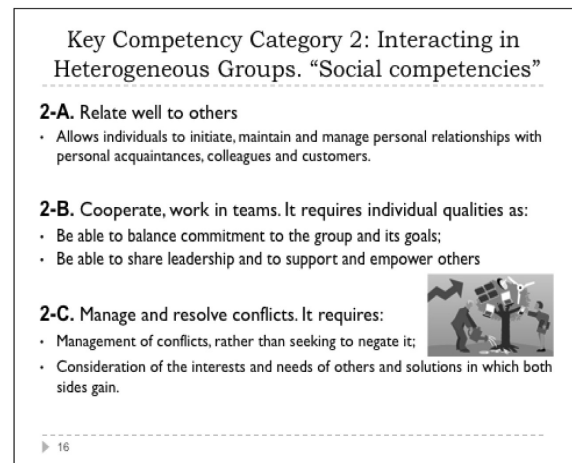 Key Competency Category 2: Interacting in
Heterogeneous Groups. “Social competencies”
2-A. Relate well to others
• Allows individuals to initiate, maintain and manage personal relationships with
personal acquaintances, colleagues and customers.
2-B. Cooperate, work in teams. It requires individual qualities as:
• Be able to balance commitment to the group and its goals;
• Be able to share leadership and to support and empower others
2-C. Manage and resolve conflicts. It requires:
• Management of conflicts, rather than seeking to negate it;
• Consideration of the interests and needs of others and solutions in which both
sides gain.
16